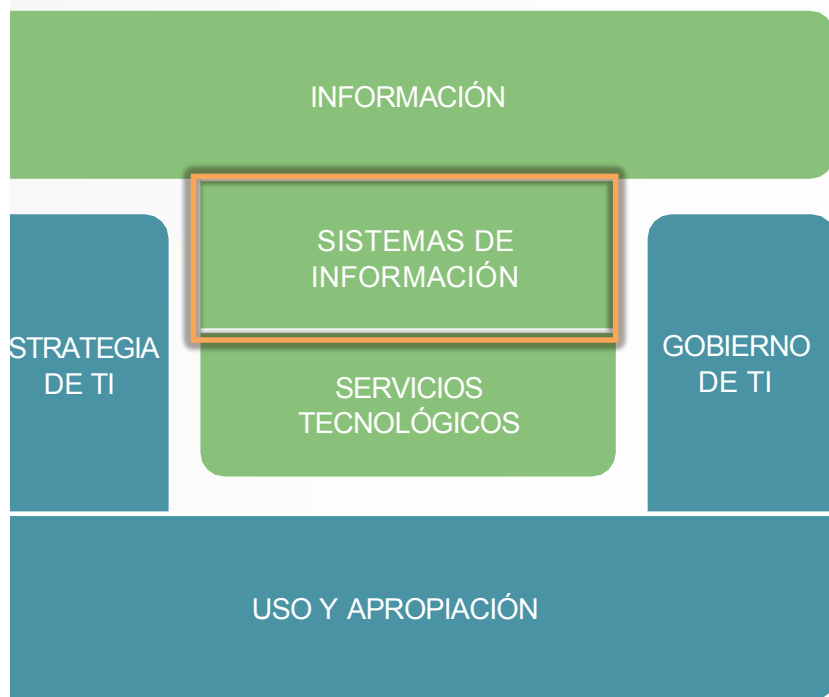 INFORMACIÓN
SISTEMAS DE
INFORMACIÓN
STRATEGIA
DE TI
GOBIERNO
DE TI
SERVICIOS
TECNOLÓGICOS
USO Y APROPIACIÓN